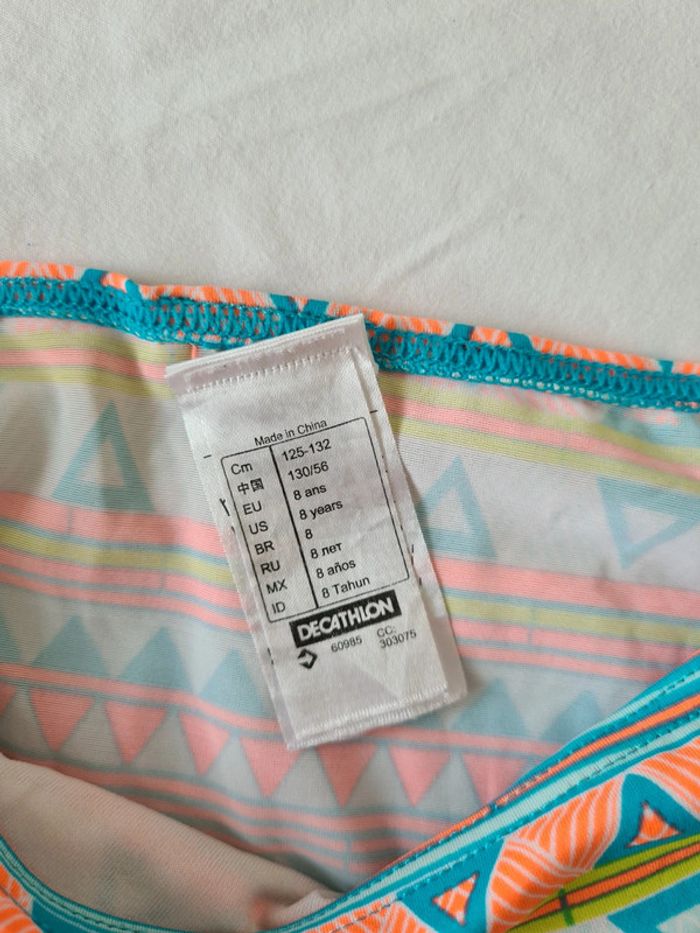 Made in China
Cm 125-132
中国 130/56
EU 8 ans
US 8 years
BR 8
RU 8 лет
MX 8 años
ID 8 Tahun
DECATHLON
60985 CC:
303075